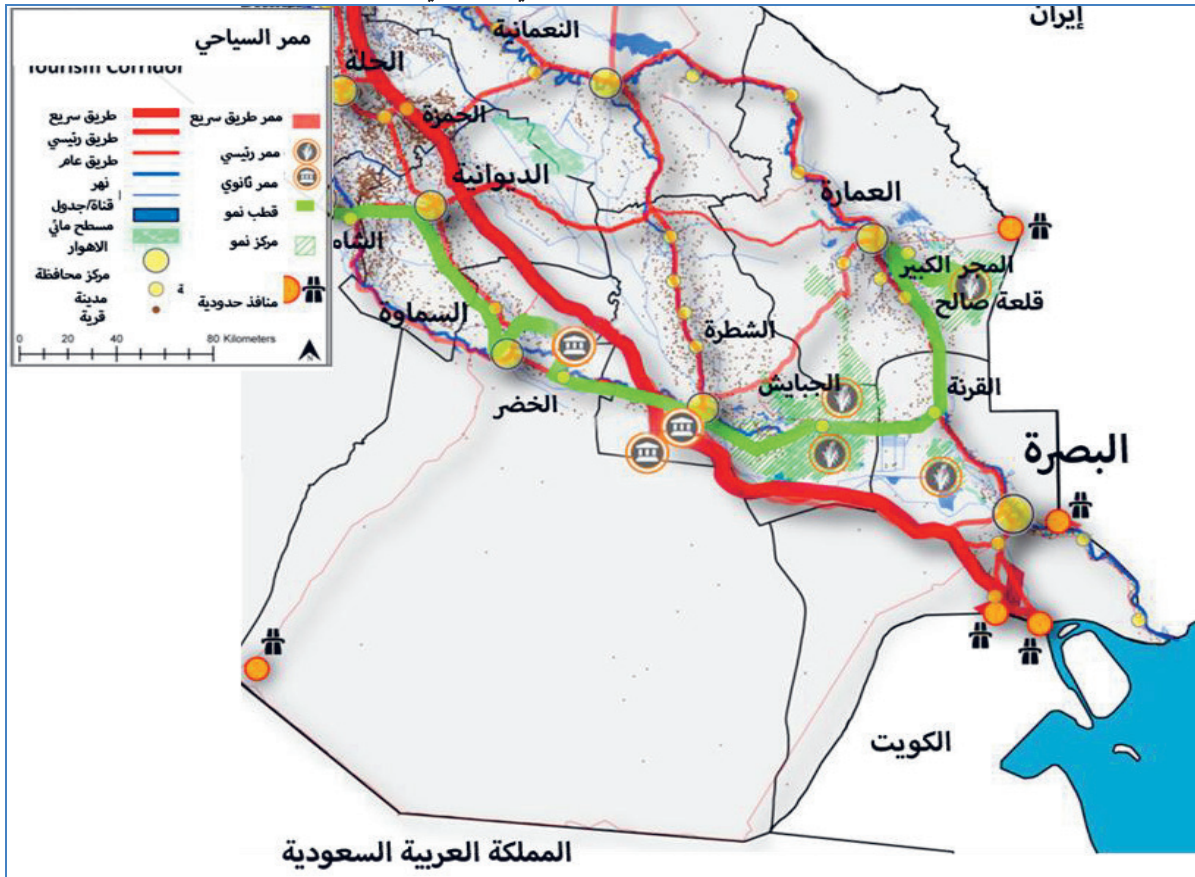 إيران
النعمانية
ممر السياحي
Tourism Corridor
الحلة
طريق سريع
ممر طريق سريع
الحمزة
طريق رئيسي
ممر رئيسي
طريق عام
ممر ثانوي
نهر
الديوانية
العمارة
قناة/جدول
قطب نمو
مسطح مائي
الشام
مركز نمو
الاهوار
المجر الكبير
مركز محافظة
ة
منافذ حدودية
مدينة
قلعة صالح
قرية
السماوة
الشطرة
0 20 40 80 Kilometers
الجبايش
القرنة
الخضر
البصرة
الكويت
المملكة العربية السعودية